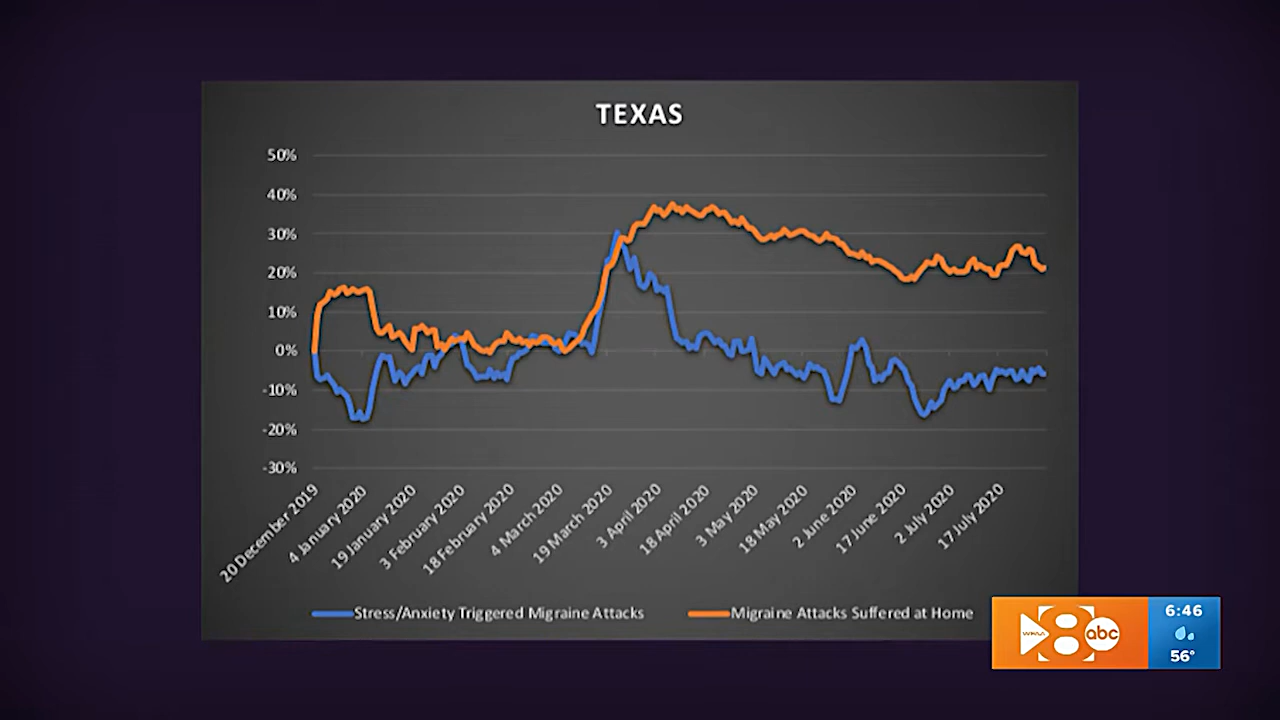 TEXAS
50%
40%
30%
20%
10%
0%
-10%
-20%
-30%
20 December 2019
4 January 2020
19 January 2020
3 February 2020
18 February 2020
4 March 2020
19 March 2020
3 April 2020
18 April 2020
3 May 2020
18 May 2020
2 June 2020
17 June 2020
2 July 2020
17 July 2020
Stress/Anxiety Triggered Migraine Attacks
Migraine Attacks Suffered at Home
WFAA 8 abc
6:46
56°